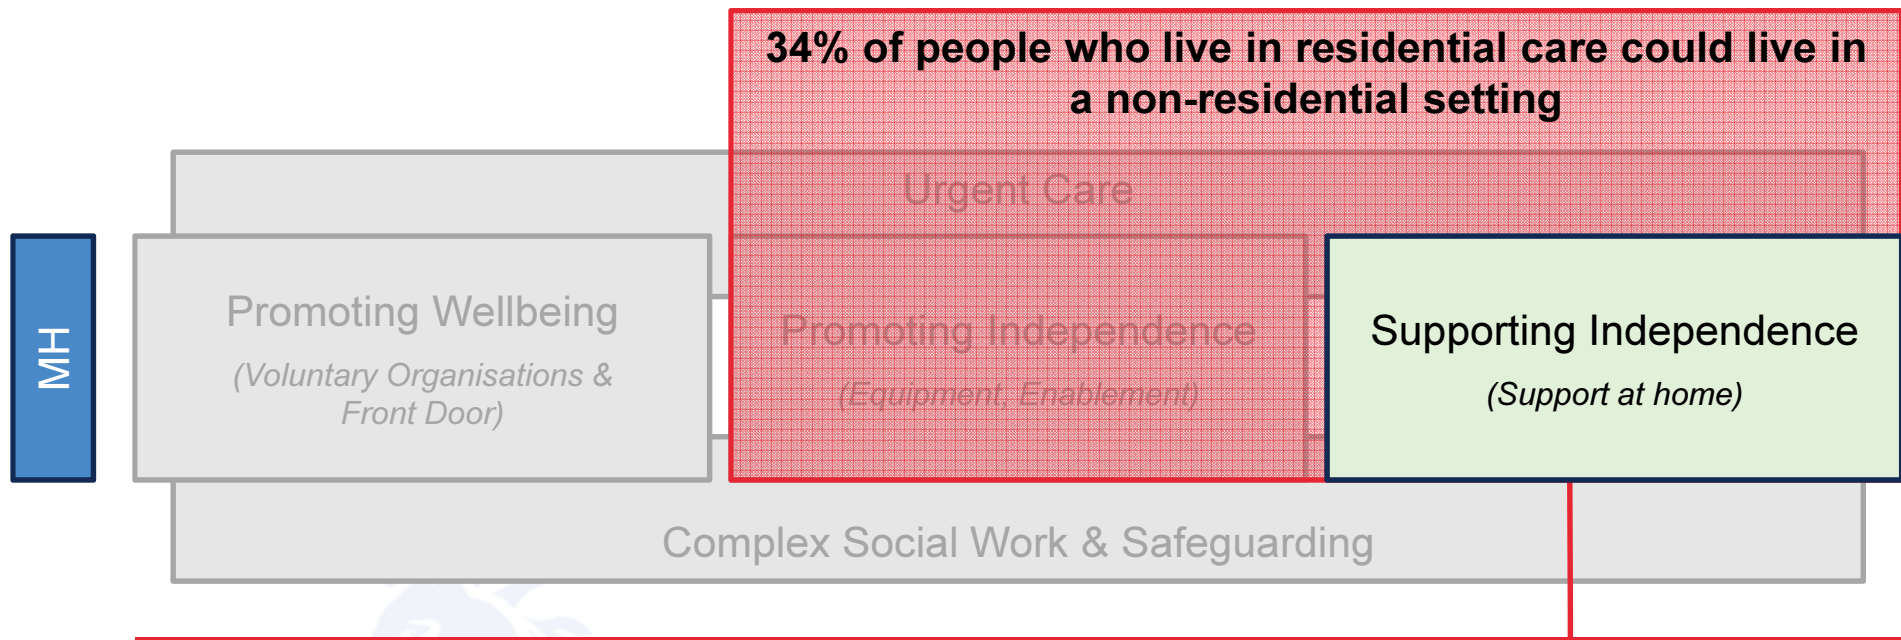 34% of people who live in residential care could live in
a non-residential setting
Urgent Care
MH
Promoting Wellbeing
(Voluntary Organisations &
Front Door)
Promoting Independence
(Equipment, Enablement)
Supporting Independence
(Support at home)
Complex Social Work & Safeguarding